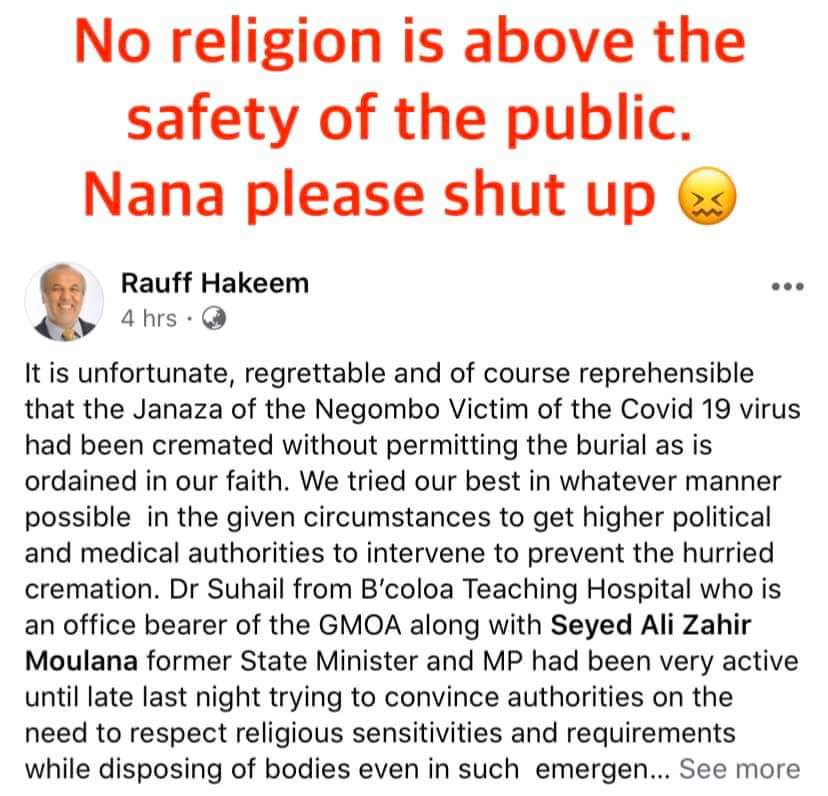 No religion is above the
safety of the public.
Nana please shut up 😖
Rauff Hakeem
4 hrs ·
It is unfortunate, regrettable and of course reprehensible
that the Janaza of the Negombo Victim of the Covid 19 virus
had been cremated without permitting the burial as is
ordained in our faith. We tried our best in whatever manner
possible in the given circumstances to get higher political
and medical authorities to intervene to prevent the hurried
cremation. Dr Suhail from B'coloa Teaching Hospital who is
an office bearer of the GMOA along with Seyed Ali Zahir
Moulana former State Minister and MP had been very active
until late last night trying to convince authorities on the
need to respect religious sensitivities and requirements
while disposing of bodies even in such emergen... See more